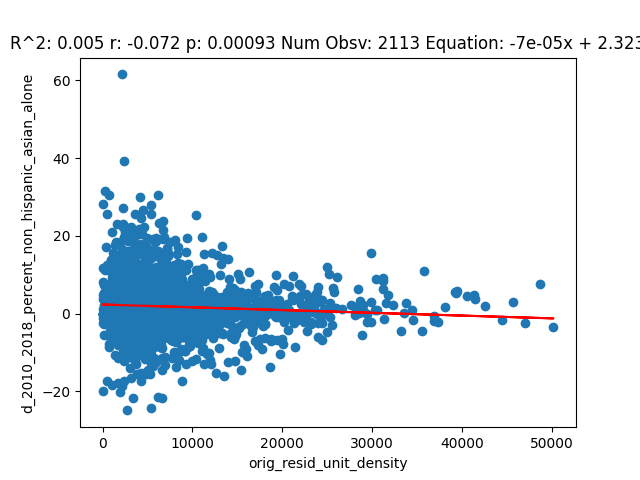 R^2: 0.005 r: -0.072 p: 0.00093 Num Obsv: 2113 Equation: -7e-05x + 2.323
d_2010_2018_percent_non_hispanic_asian_alone
60
40
20
0
−20
0 10000 20000 30000 40000 50000
orig_resid_unit_density